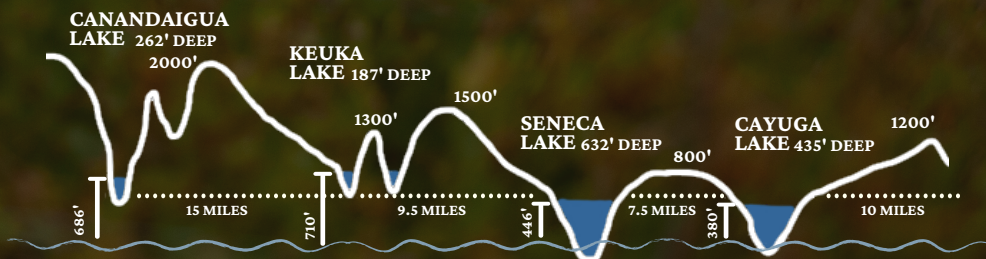 CANANDAIGUA
LAKE 262' DEEP
2000'
KEUKA
LAKE 187' DEEP
1300'
1500'
SENECA
LAKE 632' DEEP
800'
CAYUGA
LAKE 435' DEEP
1200'
686'
15 MILES
710'
9.5 MILES
446'
7.5 MILES
380'
10 MILES